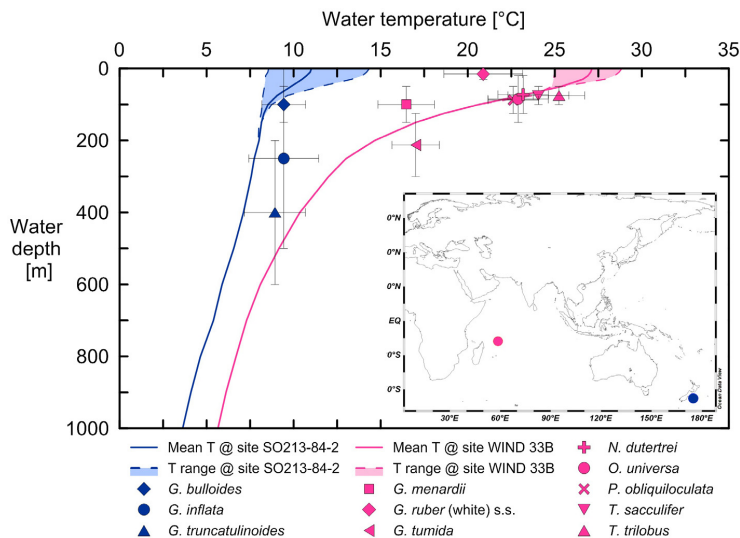 Water temperature [°C]
0 5 10 15 20 25 30 35
0
200
400
600
800
1000
Water
depth
[m]
0°N
0°N
0°N
EQ
0°S
0°S
30°E 60°E 90°E 120°E 150°E 180°E
Ocean Data View
Mean T @ site SO213-84-2 Mean T @ site WIND 33B N. dutertrei
T range @ site SO213-84-2 T range @ site WIND 33B O. universa
G. bulloides G. menardii P. obliquiloculata
G. inflata G. ruber (white) s.s. T. sacculifer
G. truncatulinoides G. tumida T. trilobus